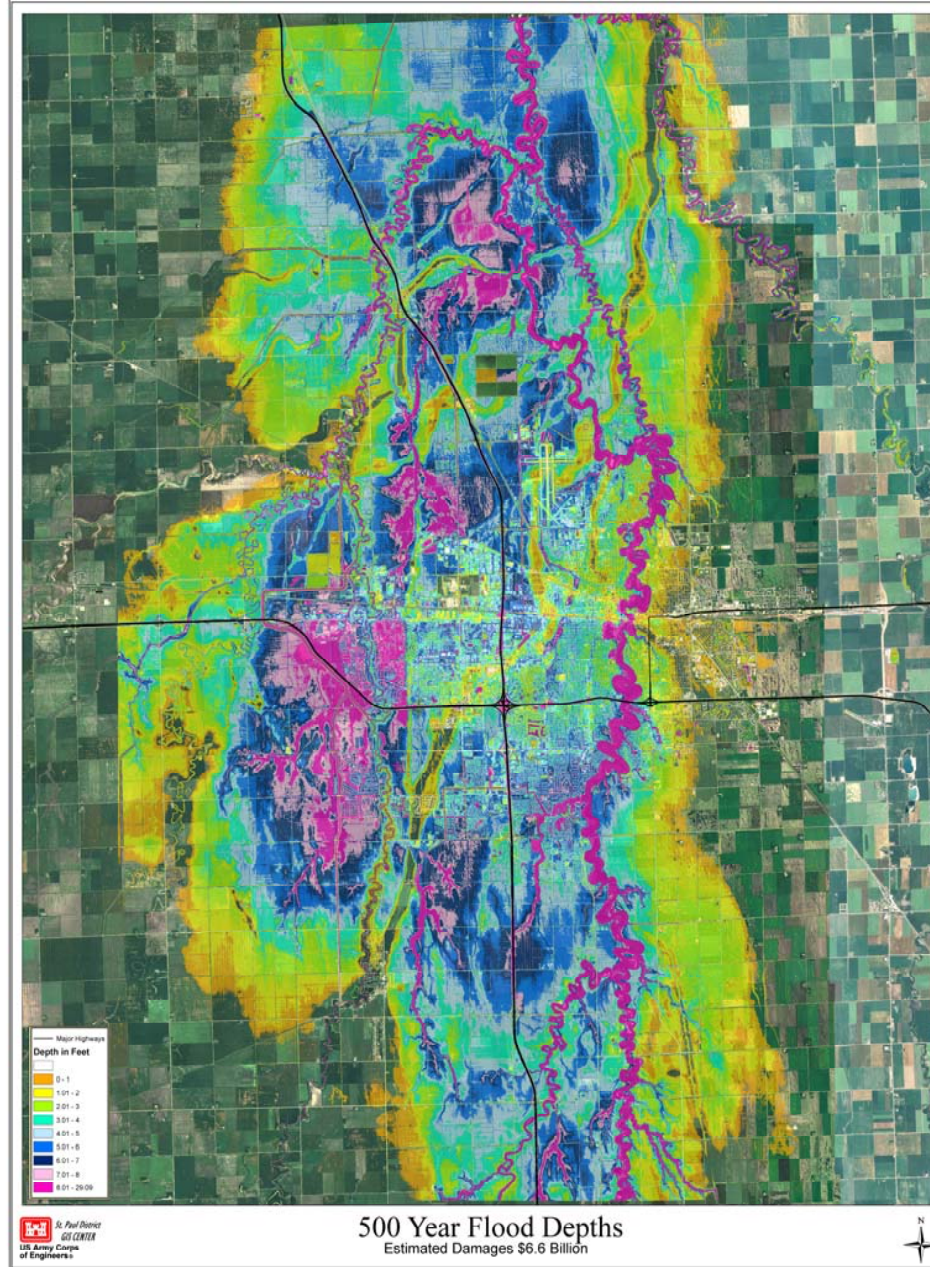 Major Highways
Depth in Feet
0 - 1
1.01 - 2
2.01 - 3
3.01 - 4
4.01 - 5
5.01 - 6
6.01 - 7
7.01 - 8
8.01 - 29.09
St. Paul District
GIS CENTER
US Army Corps
of Engineers®
500 Year Flood Depths
Estimated Damages $6.6 Billion
N